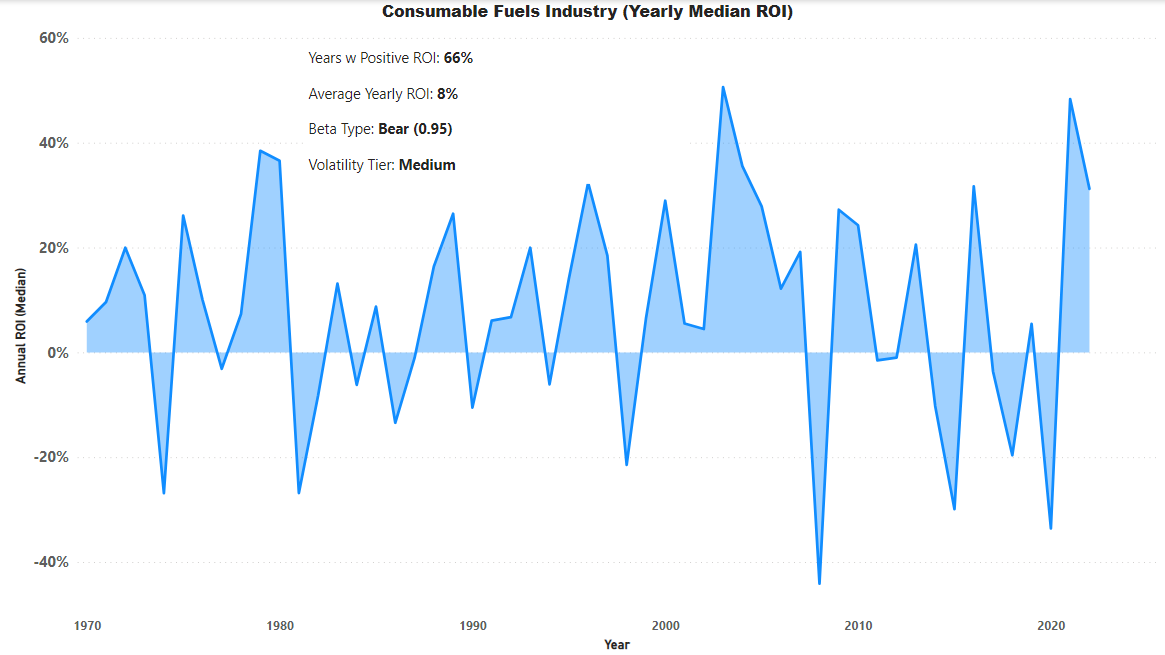 Consumable Fuels Industry (Yearly Median ROI)
60%
Years w Positive ROI: 66%
Average Yearly ROI: 8%
Beta Type: Bear (0.95)
Volatility Tier: Medium
40%
20%
0%
-20%
-40%
Annual ROI (Median)
1970 1980 1990 2000 2010 2020
Year